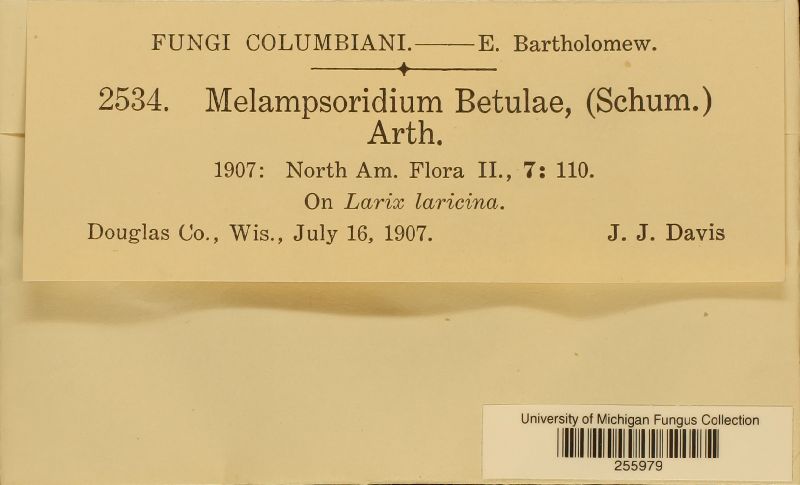 FUNGI COLUMBIANI.——E. Bartholomew.
2534. Melampsoridium Betulae, (Schum.)
Arth.
1907: North Am. Flora II., 7: 110.
On Larix laricina.
Douglas Co., Wis., July 16, 1907. J. J. Davis
University of Michigan Fungus Collection
255979